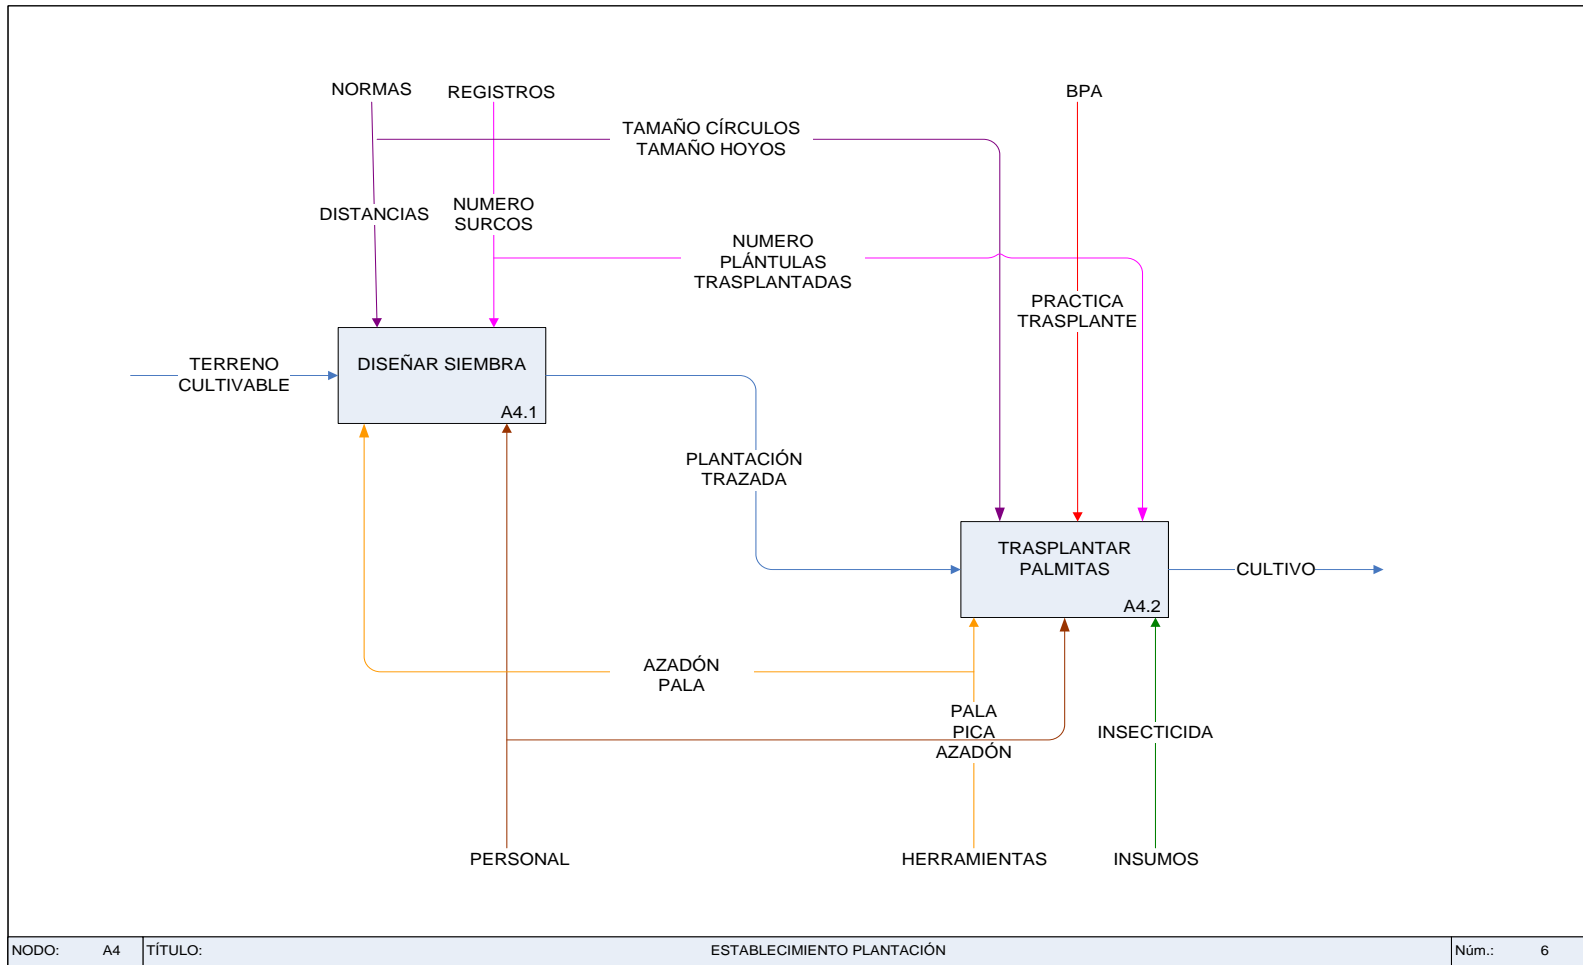 NORMAS
REGISTROS
BPA
TAMAÑO CÍRCULOS
TAMAÑO HOYOS
DISTANCIAS
NUMERO
SURCOS
NUMERO
PLÁNTULAS
TRASPLANTADAS
PRACTICA
TRASPLANTE
TERRENO
CULTIVABLE
DISEÑAR SIEMBRA
A4.1
PLANTACIÓN
TRAZADA
TRASPLANTAR
PALMITAS
A4.2
CULTIVO
AZADÓN
PALA
PALA
PICA
AZADÓN
INSECTICIDA
PERSONAL
HERRAMIENTAS
INSUMOS
NODO: A4 TÍTULO: ESTABLECIMIENTO PLANTACIÓN Núm.: 6